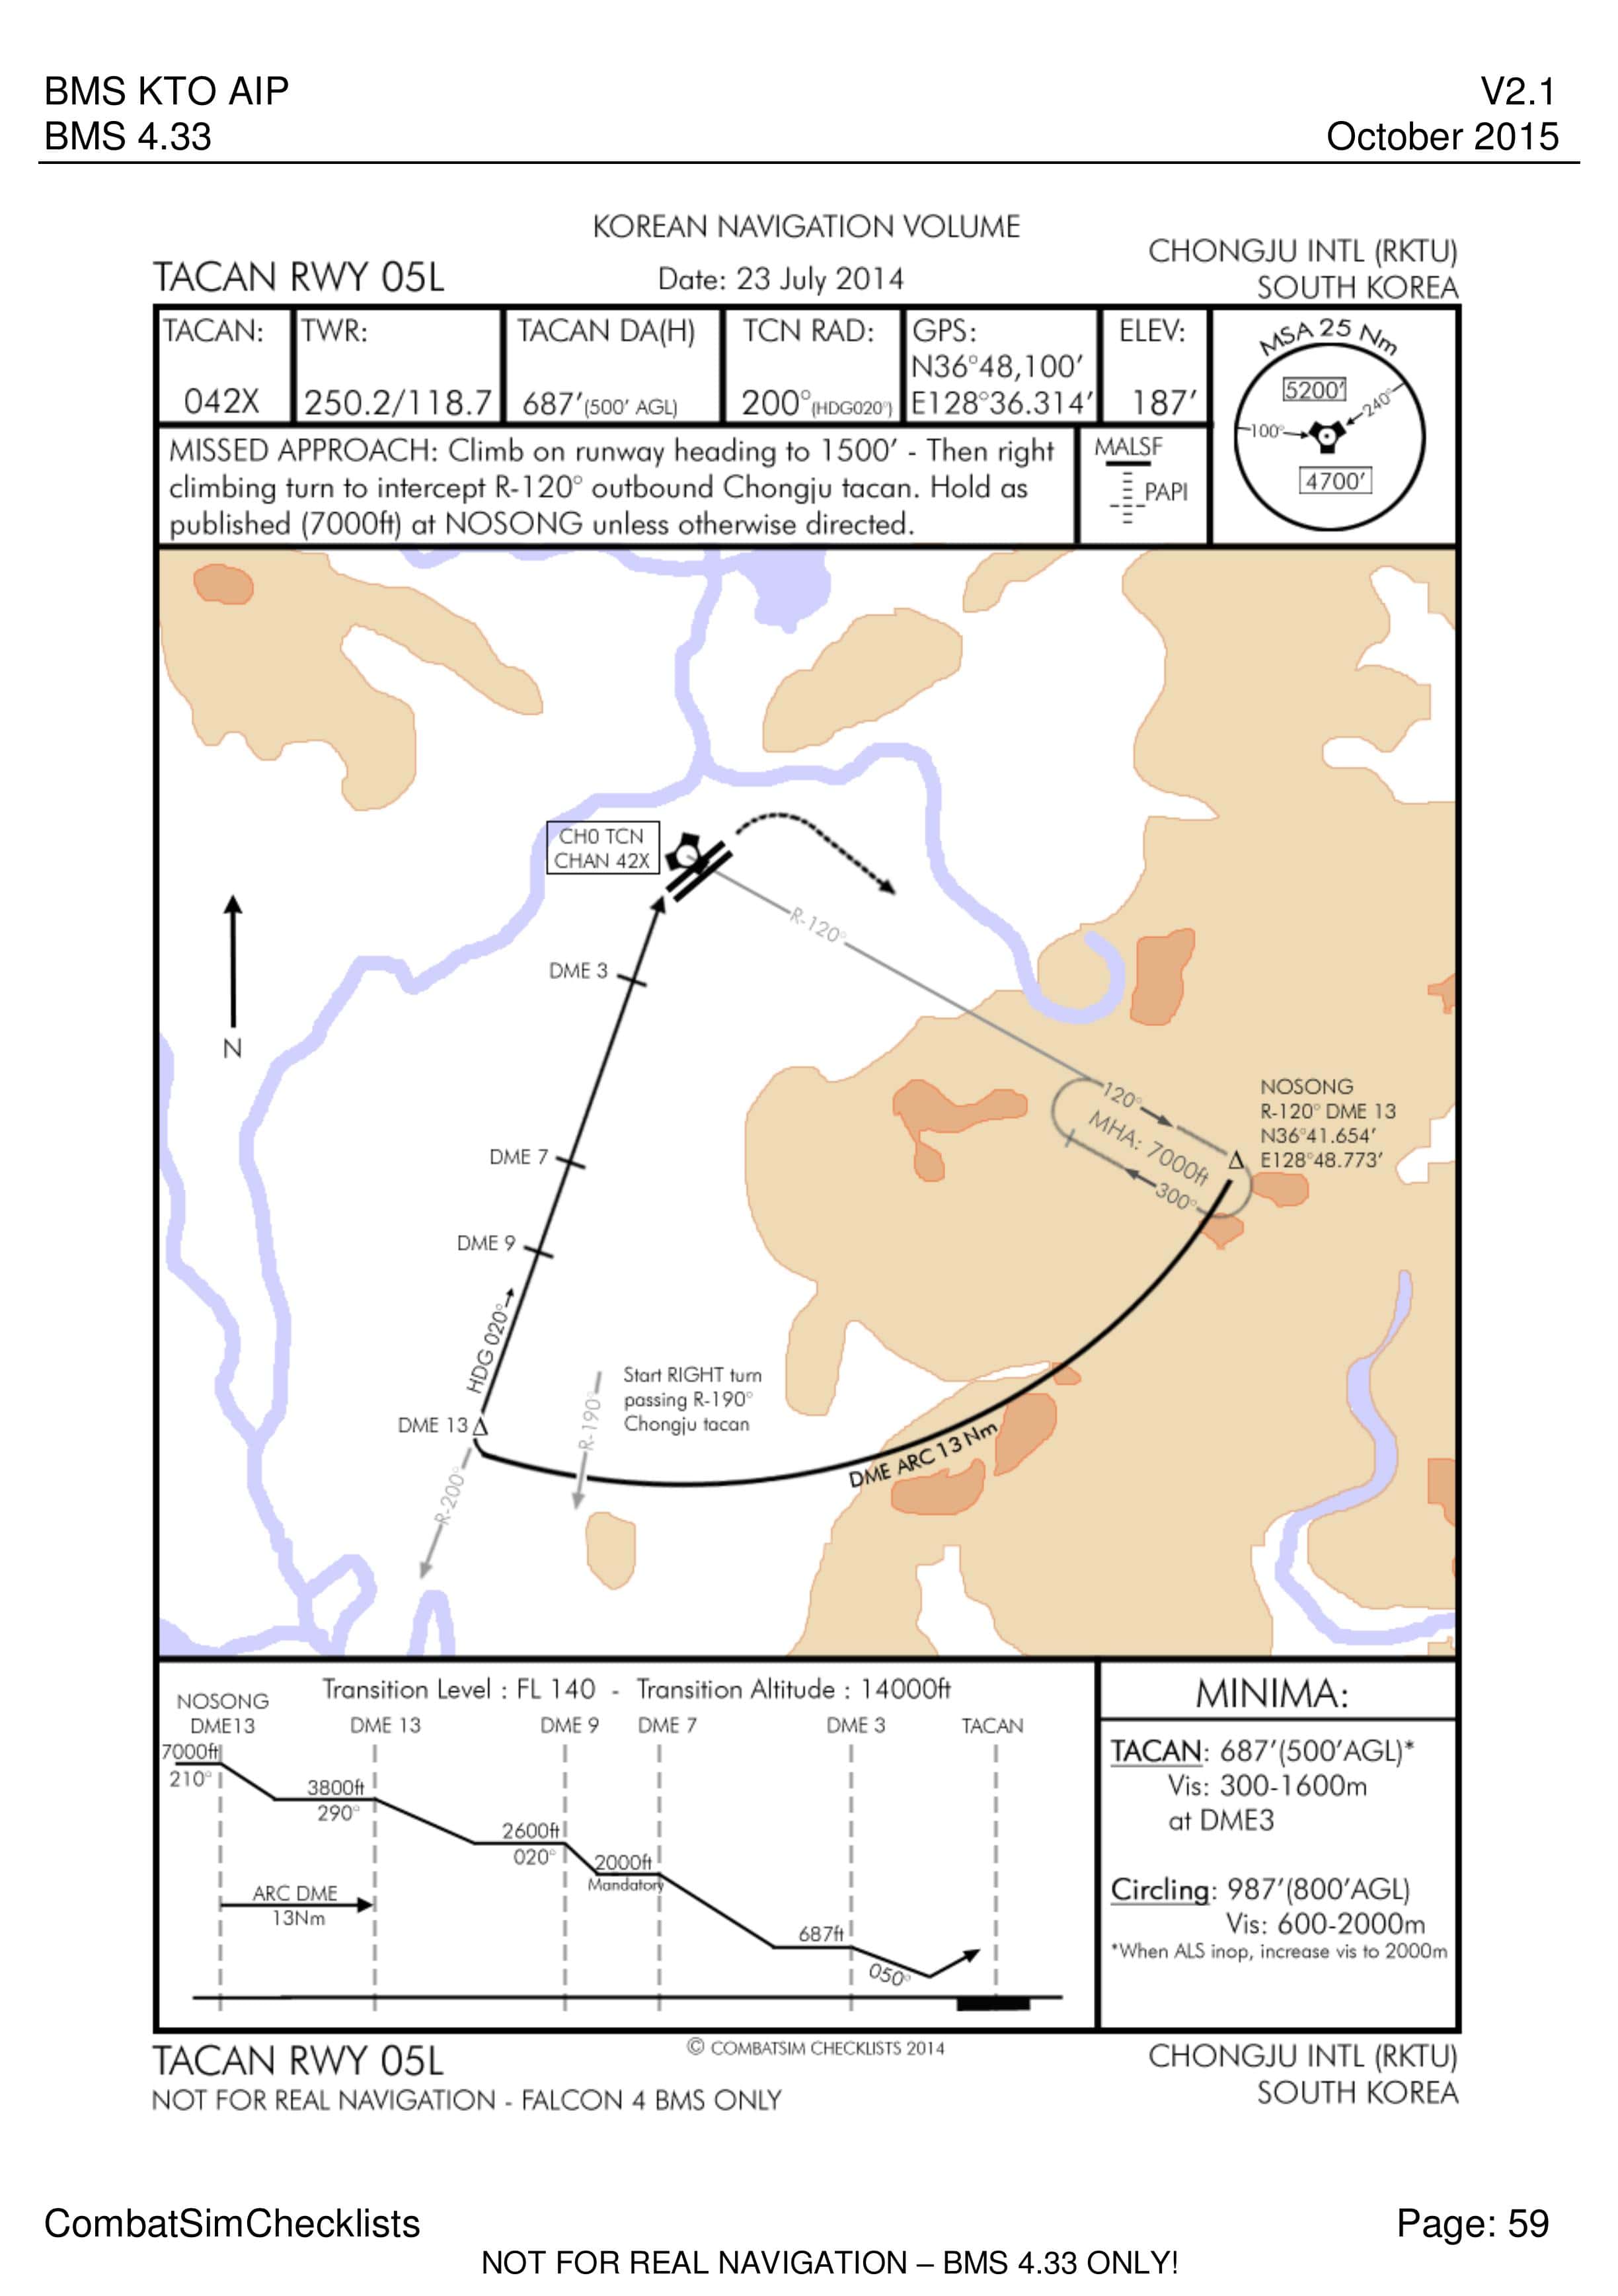 BMS KTO AIP
V2.1
BMS 4.33
October 2015
KOREAN NAVIGATION VOLUME
TACAN RWY 05L
Date: 23 July 2014
CHONGJU INTL (RKTU)
SOUTH KOREA
TACAN:
042X
TWR:
250.2/118.7
TACAN DA(H)
687′(500′ AGL)
TCN RAD:
200°(HDG020°)
GPS:
N36°48,100′
E128°36.314′
ELEV:
187′
MSA 25 Nm
5200′
240°
100°
4700′
MISSED APPROACH: Climb on runway heading to 1500′ - Then right
climbing turn to intercept R-120° outbound Chongju tacan. Hold as
published (7000ft) at NOSONG unless otherwise directed.
MALSF
PAPI
CH0 TCN
CHAN 42X
R-120°
DME 3
N
120°
MHA: 7000ft
300°
NOSONG
R-120° DME 13
N36°41.654′
E128°48.773′
DME 7
DME 9
HDG 020°
R-190°
Start RIGHT turn
passing R-190°
Chongju tacan
DME 13
R-200°
DME ARC 13 Nm
Transition Level : FL 140 - Transition Altitude : 14000ft
NOSONG
DME13
DME 13
DME 9
DME 7
DME 3
TACAN
7000ft
210°
3800ft
290°
2600ft
020°
2000ft
Mandatory
ARC DME
13Nm
687ft
050°
MINIMA:
TACAN: 687′(500′AGL)*
Vis: 300-1600m
at DME3
Circling: 987′(800′AGL)
Vis: 600-2000m
*When ALS inop, increase vis to 2000m
TACAN RWY 05L
© COMBATSIM CHECKLISTS 2014
CHONGJU INTL (RKTU)
NOT FOR REAL NAVIGATION - FALCON 4 BMS ONLY
SOUTH KOREA
CombatSimChecklists
Page: 59
NOT FOR REAL NAVIGATION – BMS 4.33 ONLY!